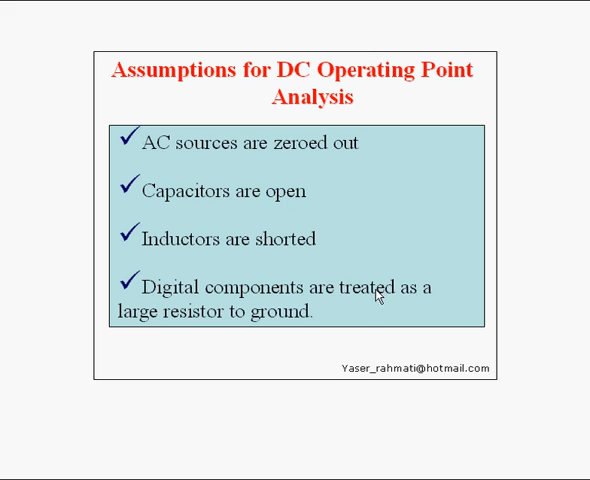 Assumptions for DC Operating Point
Analysis
AC sources are zeroed out
Capacitors are open
Inductors are shorted
Digital components are treated as a
large resistor to ground.
Yaser_rahmati@hotmail.com